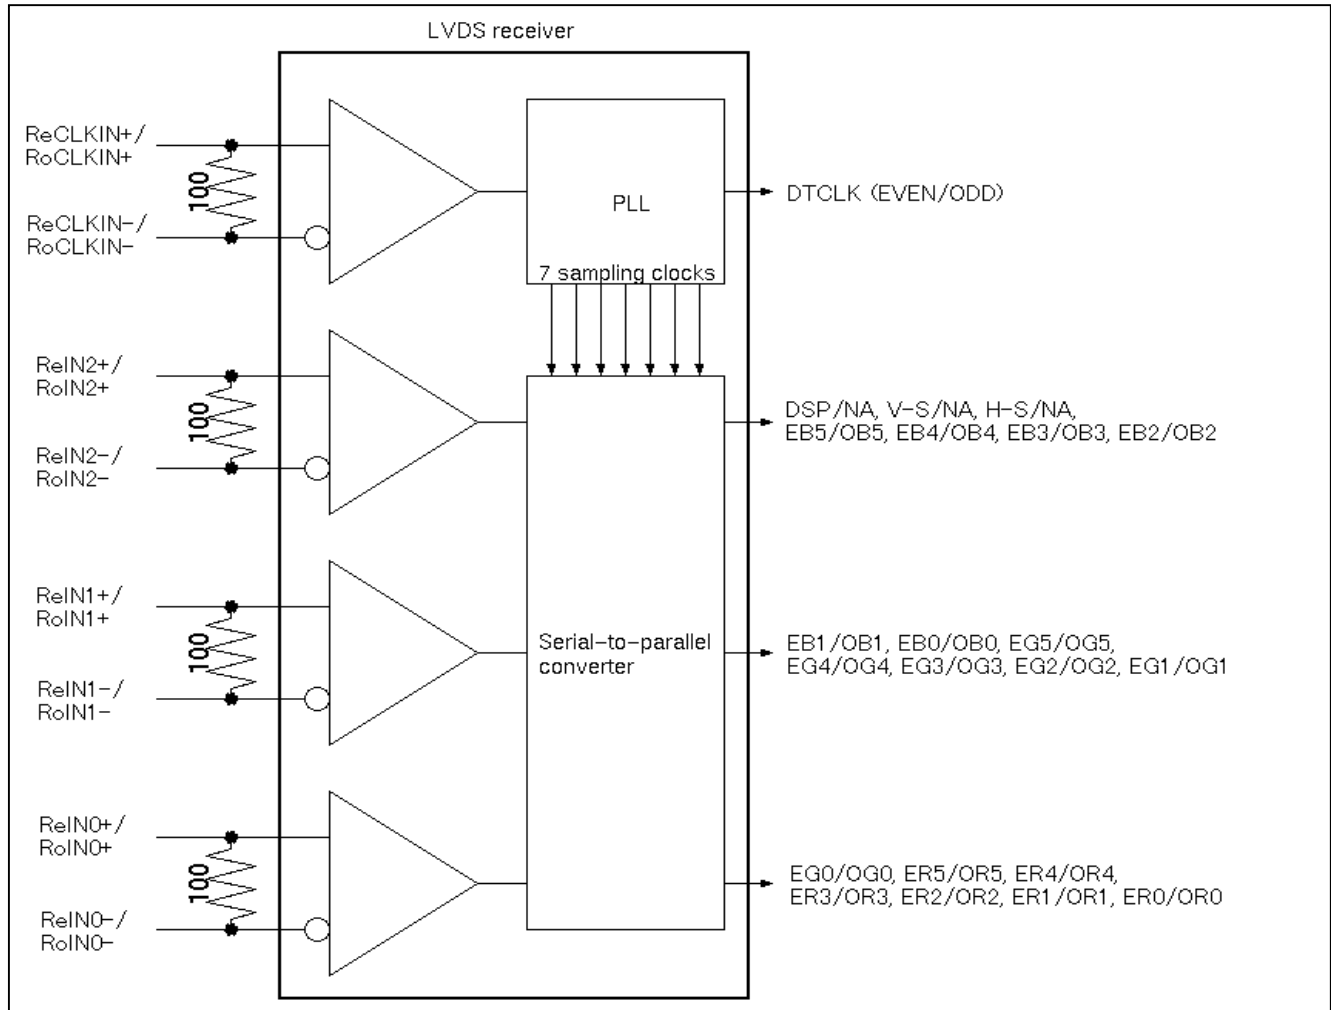 LVDS receiver
ReCLKIN+/
RoCLKIN+
100
ReCLKIN-/
RoCLKIN-
PLL
7 sampling clocks
DTCLK (EVEN/ODD)
ReIN2+/
RoIN2+
100
ReIN2-/
RoIN2-
DSP/NA, V-S/NA, H-S/NA,
EB5/OB5, EB4/OB4, EB3/OB3, EB2/OB2
ReIN1+/
RoIN1+
100
ReIN1-/
RoIN1-
Serial-to-parallel
converter
EB1/OB1, EB0/OB0, EG5/OG5,
EG4/OG4, EG3/OG3, EG2/OG2, EG1/OG1
ReIN0+/
RoIN0+
100
ReIN0-/
RoIN0-
EG0/OG0, ER5/OR5, ER4/OR4,
ER3/OR3, ER2/OR2, ER1/OR1, ER0/OR0